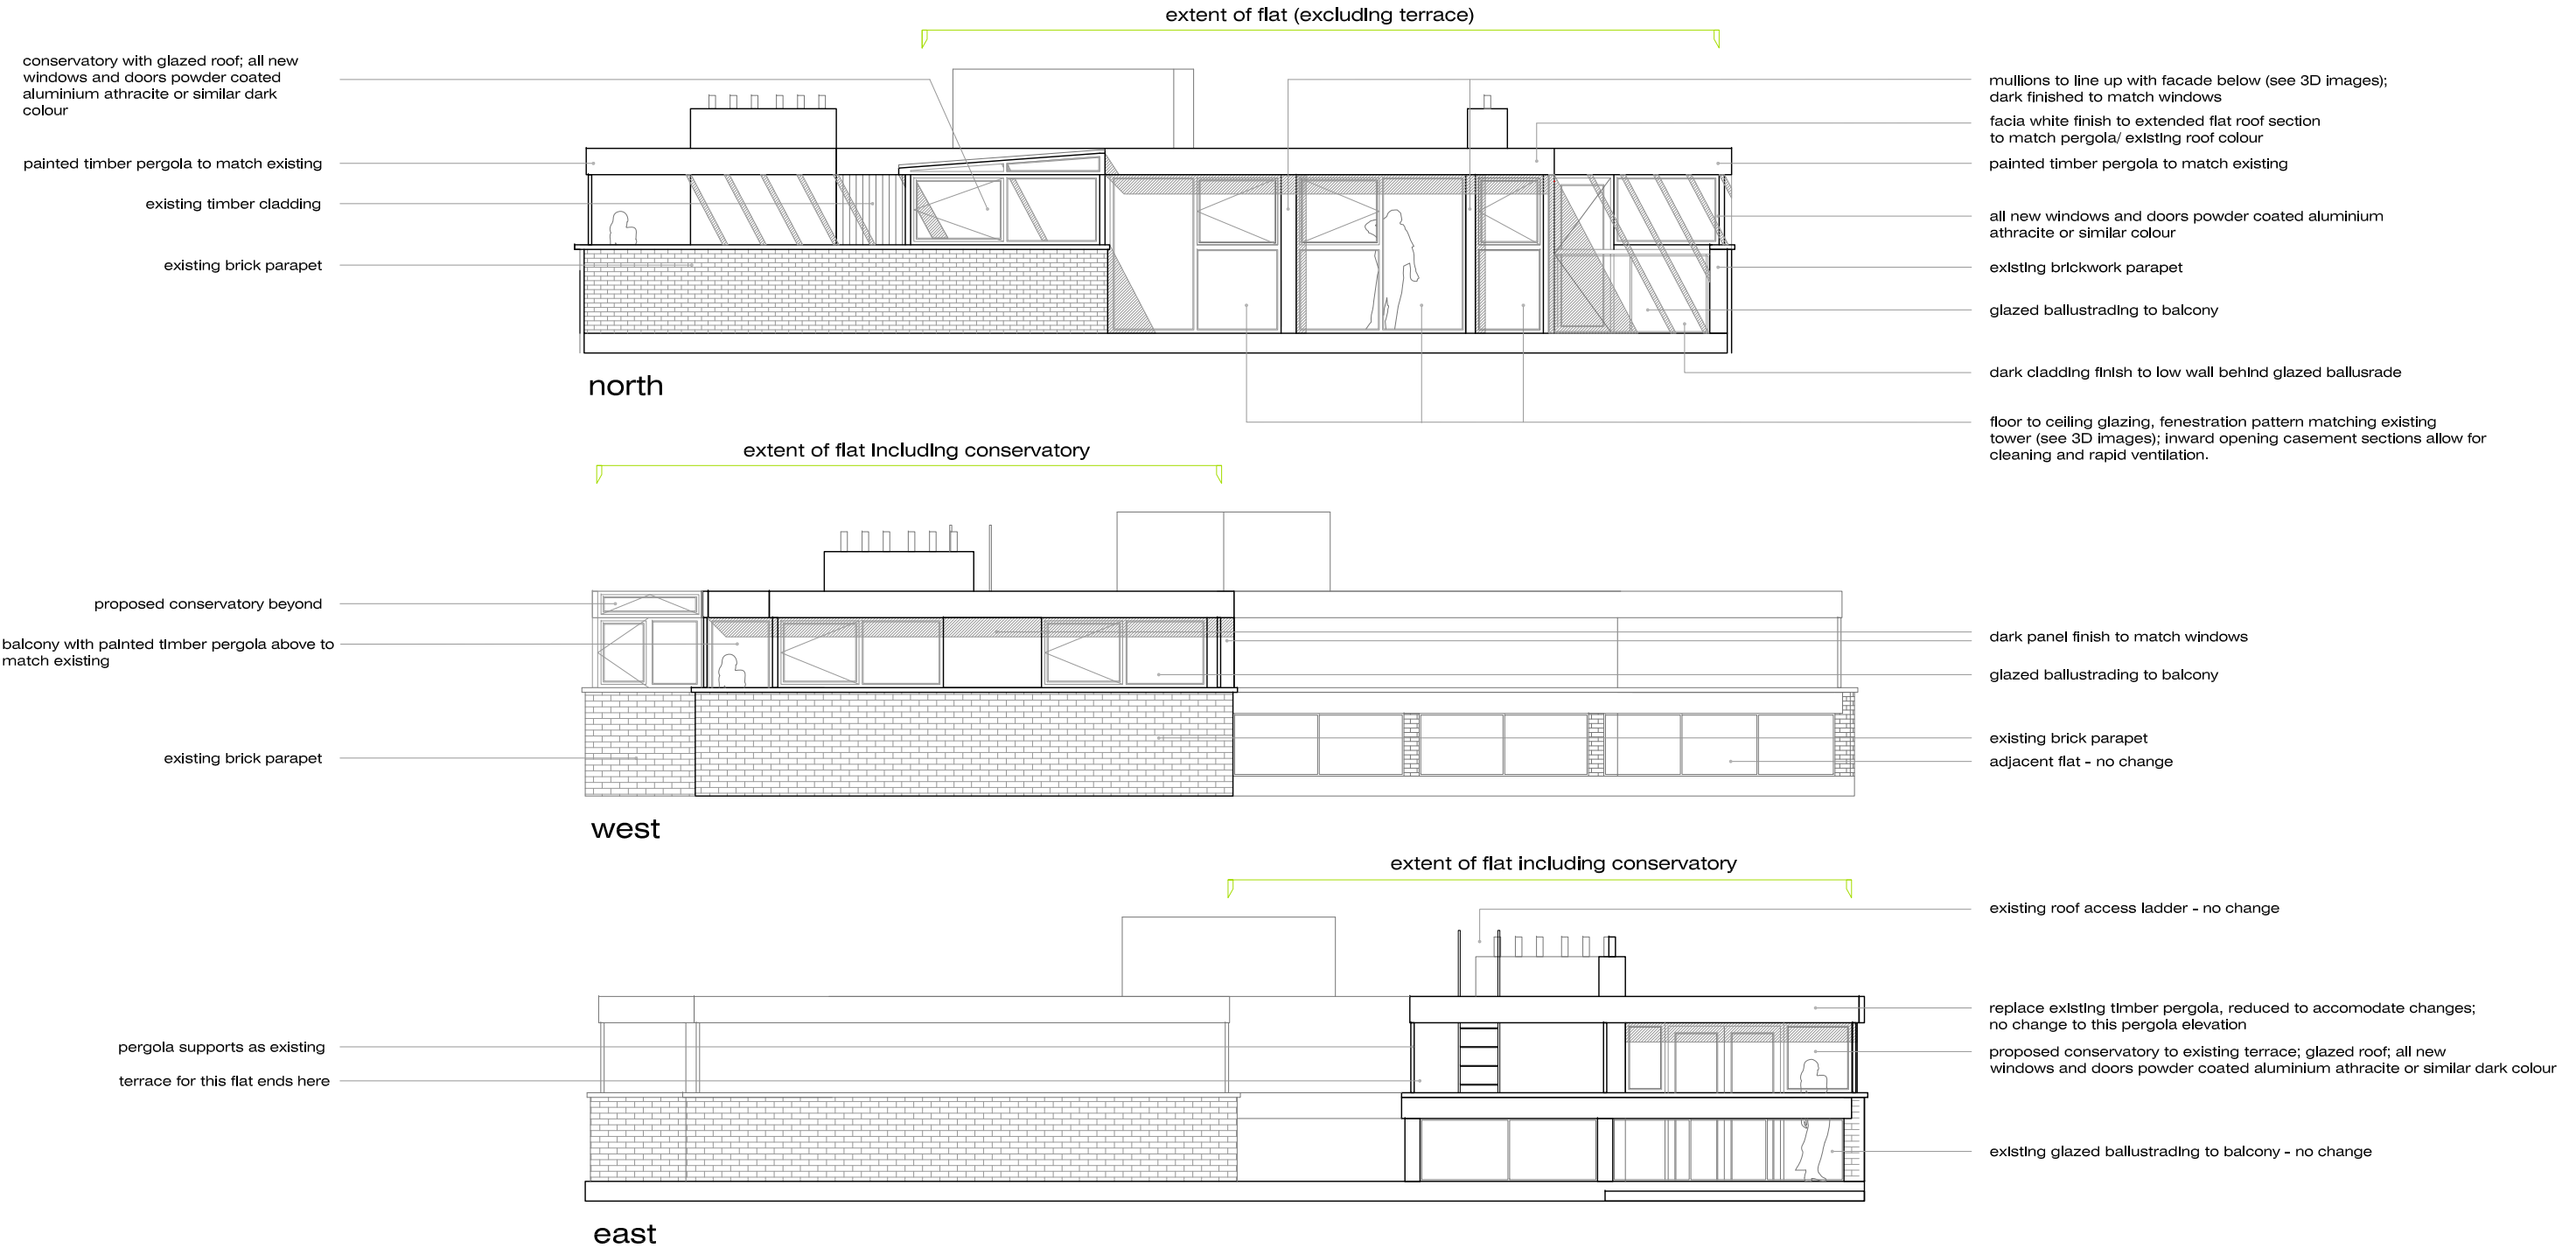 extent of flat (excluding terrace)
conservatory with glazed roof; all new
windows and doors powder coated
aluminium athracite or similar dark
colour
painted timber pergola to match existing
existing timber cladding
existing brick parapet
mullions to line up with facade below (see 3D images);
dark finished to match windows
facia white finish to extended flat roof section
to match pergola/ existing roof colour
painted timber pergola to match existing
all new windows and doors powder coated aluminium
athracite or similar colour
existing brickwork parapet
glazed ballustrading to balcony
dark cladding finish to low wall behind glazed ballusrade
floor to ceiling glazing, fenestration pattern matching existing
tower (see 3D images); inward opening casement sections allow for
cleaning and rapid ventilation.
north
extent of flat including conservatory
proposed conservatory beyond
balcony with painted timber pergola above to
match existing
existing brick parapet
dark panel finish to match windows
glazed ballustrading to balcony
existing brick parapet
adjacent flat - no change
west
extent of flat including conservatory
pergola supports as existing
terrace for this flat ends here
existing roof access ladder - no change
replace existing timber pergola, reduced to accomodate changes;
no change to this pergola elevation
proposed conservatory to existing terrace; glazed roof; all new
windows and doors powder coated aluminium athracite or similar dark colour
existing glazed ballustrading to balcony - no change
east